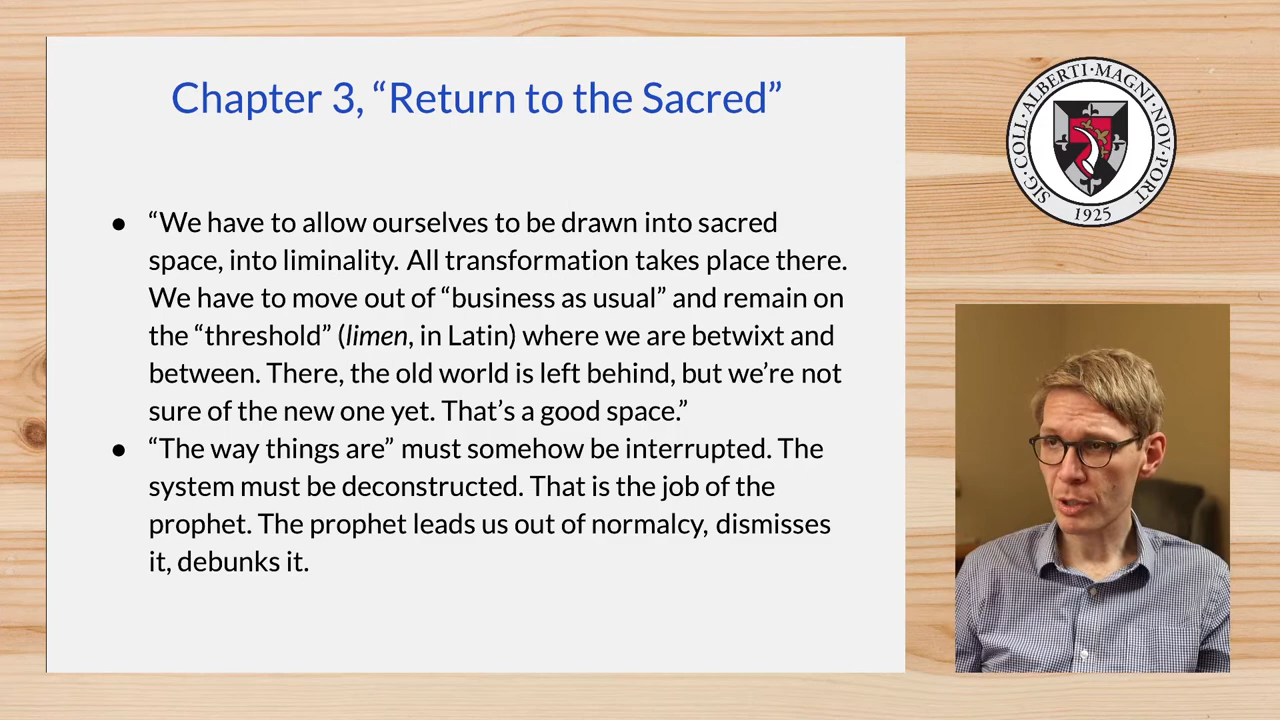 Chapter 3, “Return to the Sacred”
● “We have to allow ourselves to be drawn into sacred
space, into liminality. All transformation takes place there.
We have to move out of “business as usual” and remain on
the “threshold” (limen, in Latin) where we are betwixt and
between. There, the old world is left behind, but we’re not
sure of the new one yet. That’s a good space.”
● “The way things are” must somehow be interrupted. The
system must be deconstructed. That is the job of the
prophet. The prophet leads us out of normalcy, dismisses
it, debunks it.
SIG·COLL·ALBERTI·MAGNI·NOV·PORT
1925